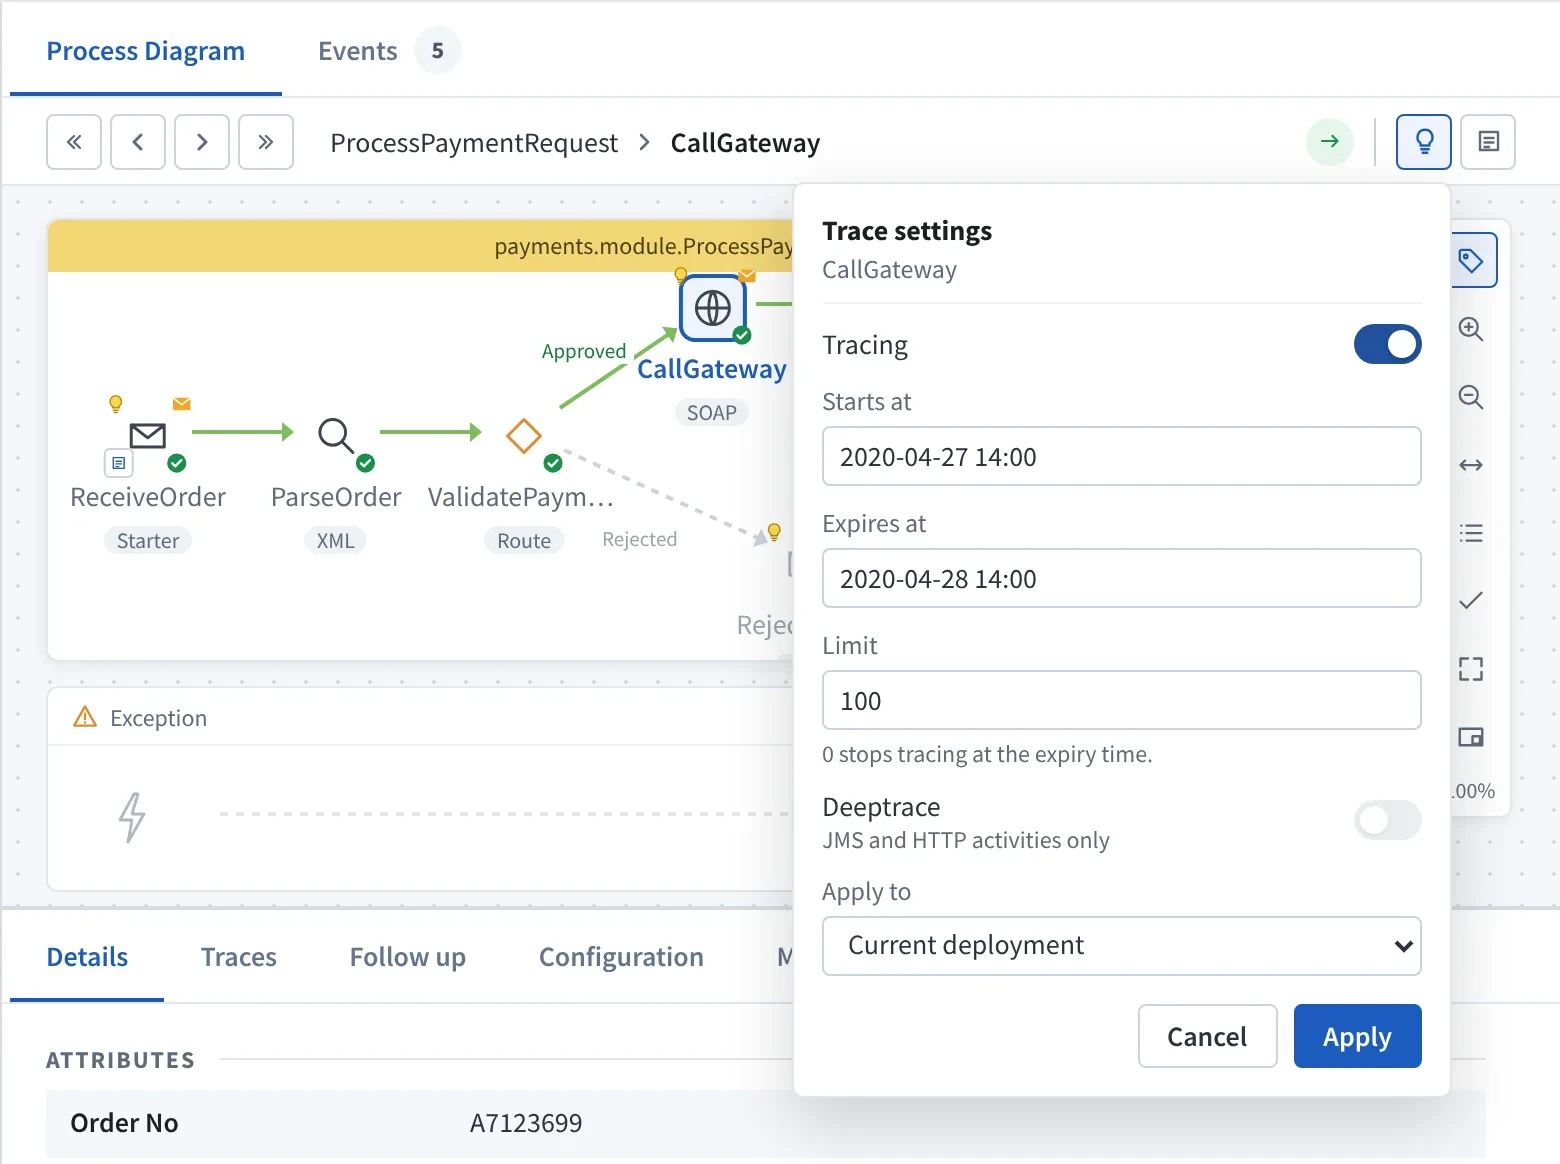 Process Diagram
Events 5
ProcessPaymentRequest > CallGateway
payments.module.ProcessPay
Approved
CallGateway
SOAP
ReceiveOrder
Starter
ParseOrder
XML
ValidatePaym...
Route
Rejected
Rejec
Exception
Trace settings
CallGateway
Tracing
Starts at
2020-04-27 14:00
Expires at
2020-04-28 14:00
Limit
100
0 stops tracing at the expiry time.
Deeptrace
JMS and HTTP activities only
Apply to
Current deployment
Cancel
Apply
00%
Details
Traces
Follow up
Configuration
M
ATTRIBUTES
Order No A7123699